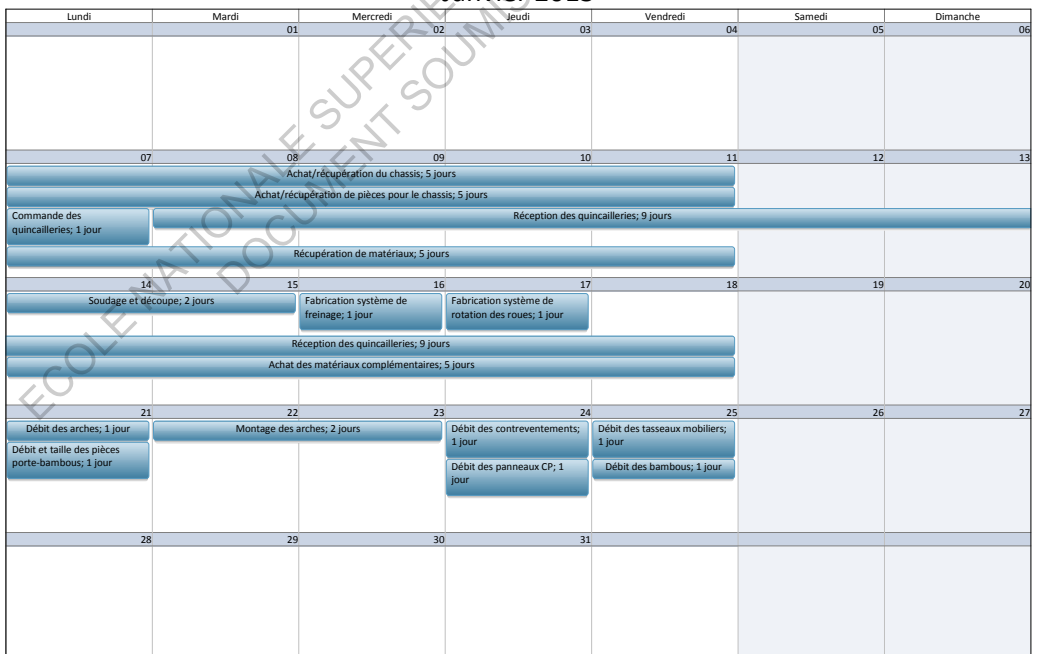 Janvier 2013
Lundi Mardi Mercredi Jeudi Vendredi Samedi Dimanche
01 02 03 04 05 06
07 08 09 10 11 12 13
Achat/récupération du chassis; 5 jours
Achat/récupération de pièces pour le chassis; 5 jours
Commande des
quincailleries; 1 jour
Réception des quincailleries; 9 jours
Récupération de matériaux; 5 jours
14 15 16 17 18 19 20
Soudage et découpe; 2 jours
Fabrication système de
freinage; 1 jour
Fabrication système de
rotation des roues; 1 jour
Réception des quincailleries; 9 jours
Achat des matériaux complémentaires; 5 jours
21 22 23 24 25 26 27
Débit des arches; 1 jour
Montage des arches; 2 jours
Débit des contreventements;
1 jour
Débit des tasseaux mobiliers;
1 jour
Débit et taille des pièces
porte-bambous; 1 jour
Débit des panneaux CP; 1
jour
Débit des bambous; 1 jour
28 29 30 31
ECOLE NATIONALE SUPERIE
DOCUMENT SOUMIS